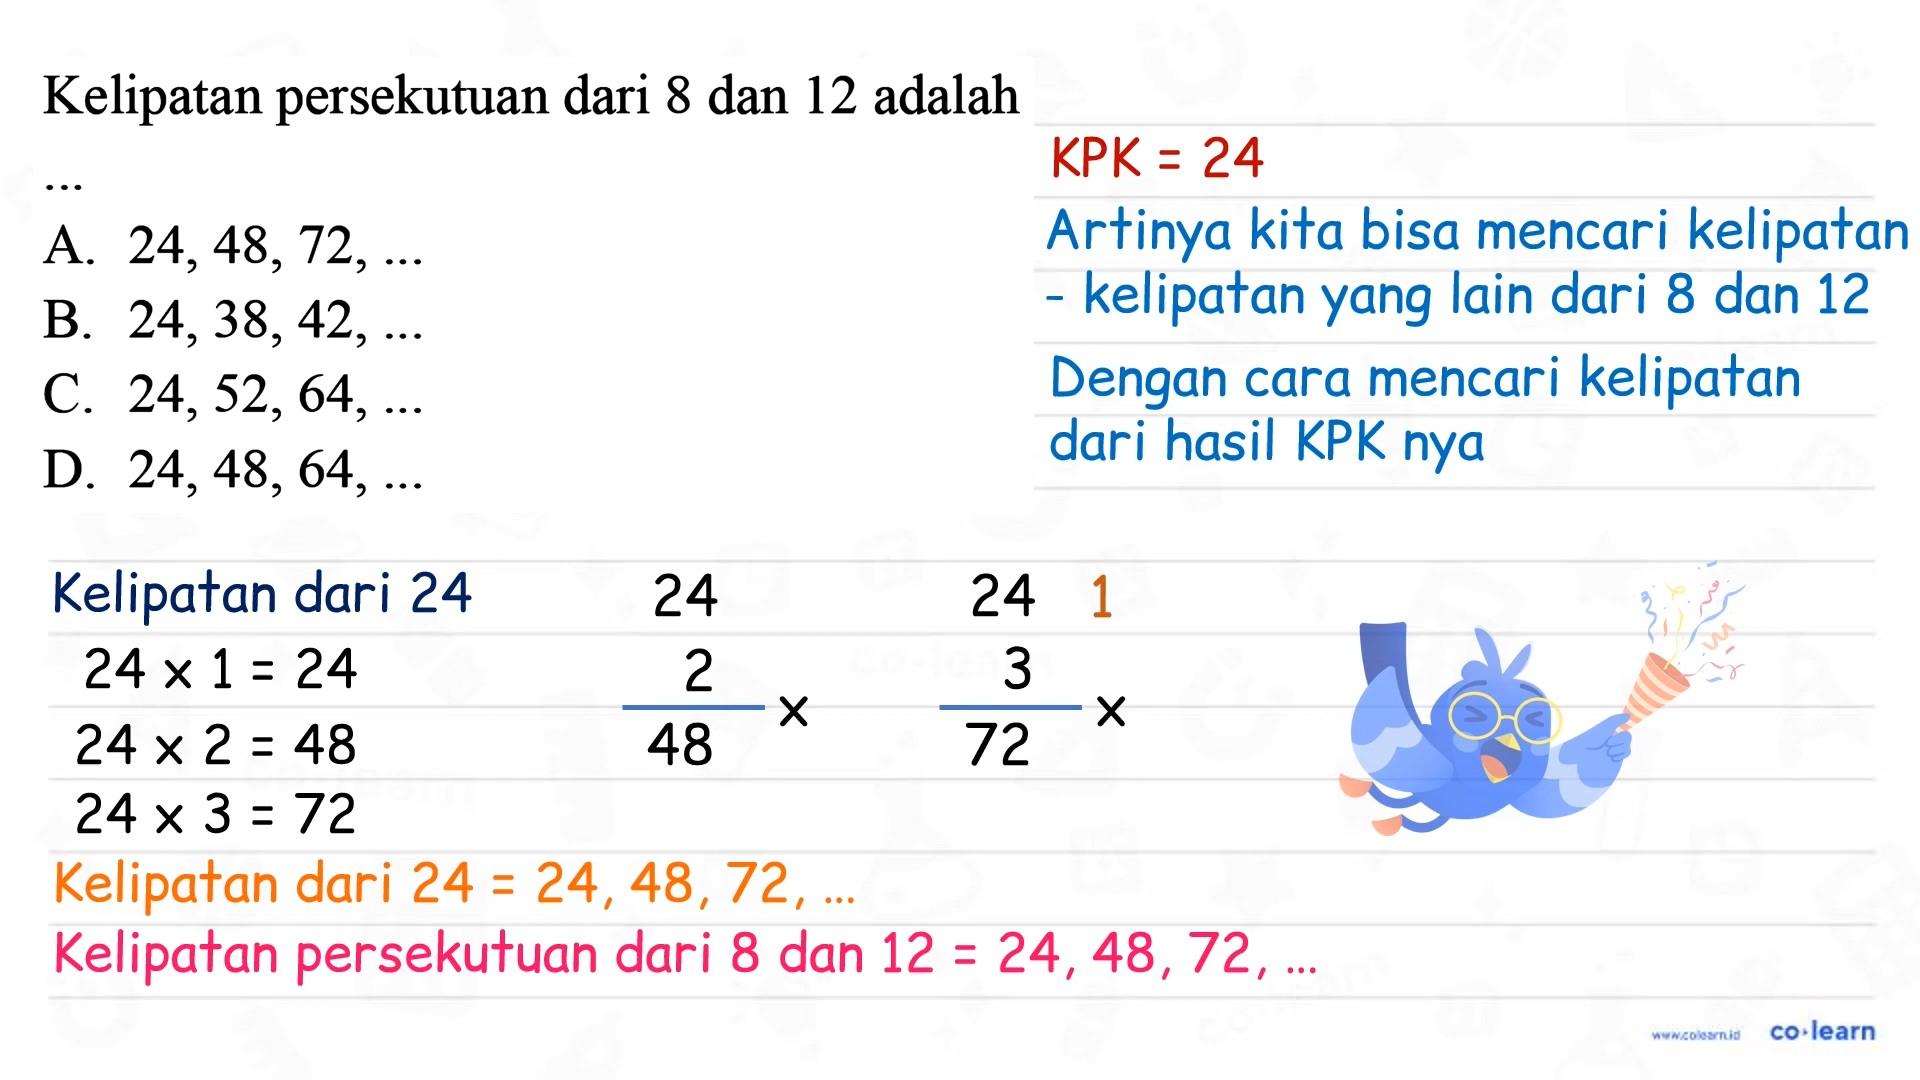 Kelipatan persekutuan dari 8 dan 12 adalah
...
A. 24, 48, 72, ...
B. 24, 38, 42, ...
C. 24, 52, 64, ...
D. 24, 48, 64, ...
KPK = 24
Artinya kita bisa mencari kelipatan
- kelipatan yang lain dari 8 dan 12
Dengan cara mencari kelipatan
dari hasil KPK nya
Kelipatan dari 24
24 x 1 = 24
24 x 2 = 48
24 x 3 = 72
24
2
x
48
24 1
3
x
72
Kelipatan dari 24 = 24, 48, 72, ...
Kelipatan persekutuan dari 8 dan 12 = 24, 48, 72, ...
www.colearn.id
co·learn